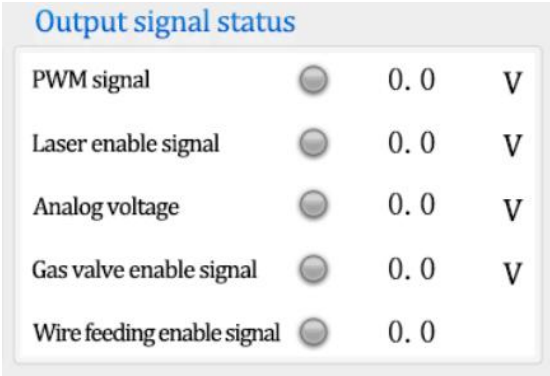 Output signal status
PWM signal 0.0 V
Laser enable signal 0.0 V
Analog voltage 0.0 V
Gas valve enable signal 0.0 V
Wire feeding enable signal 0.0